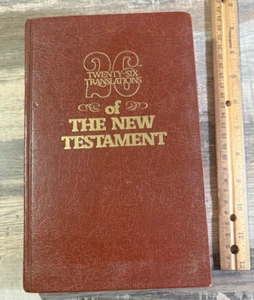 26
TWENTY-SIX
TRANSLATIONS
of
THE NEW
TESTAMENT